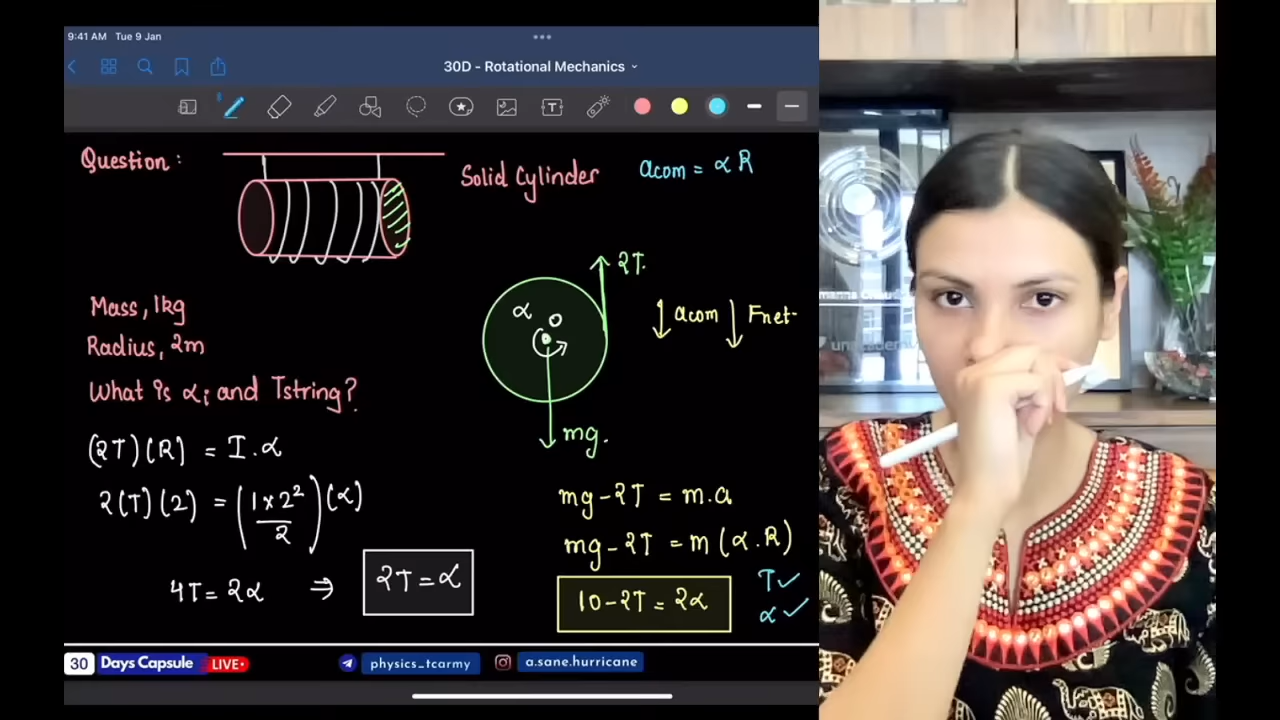 9:41 AM Tue 9 Jan
30D - Rotational Mechanics
Question :
Solid Cylinder
acom = αR
2T.
α
O
acom
Fnet
Mass, 1kg
Radius, 2m
What is α; and Tstring?
mg.
(2T)(R) = I.α
2(T)(2) = (1×2²/2)(α)
4T = 2α ⇒ 2T = α
mg - 2T = m.a
mg - 2T = m(α.R)
10 - 2T = 2α
T✓
α✓
30 Days Capsule LIVE
physics_tcarmy
a.sane.hurricane